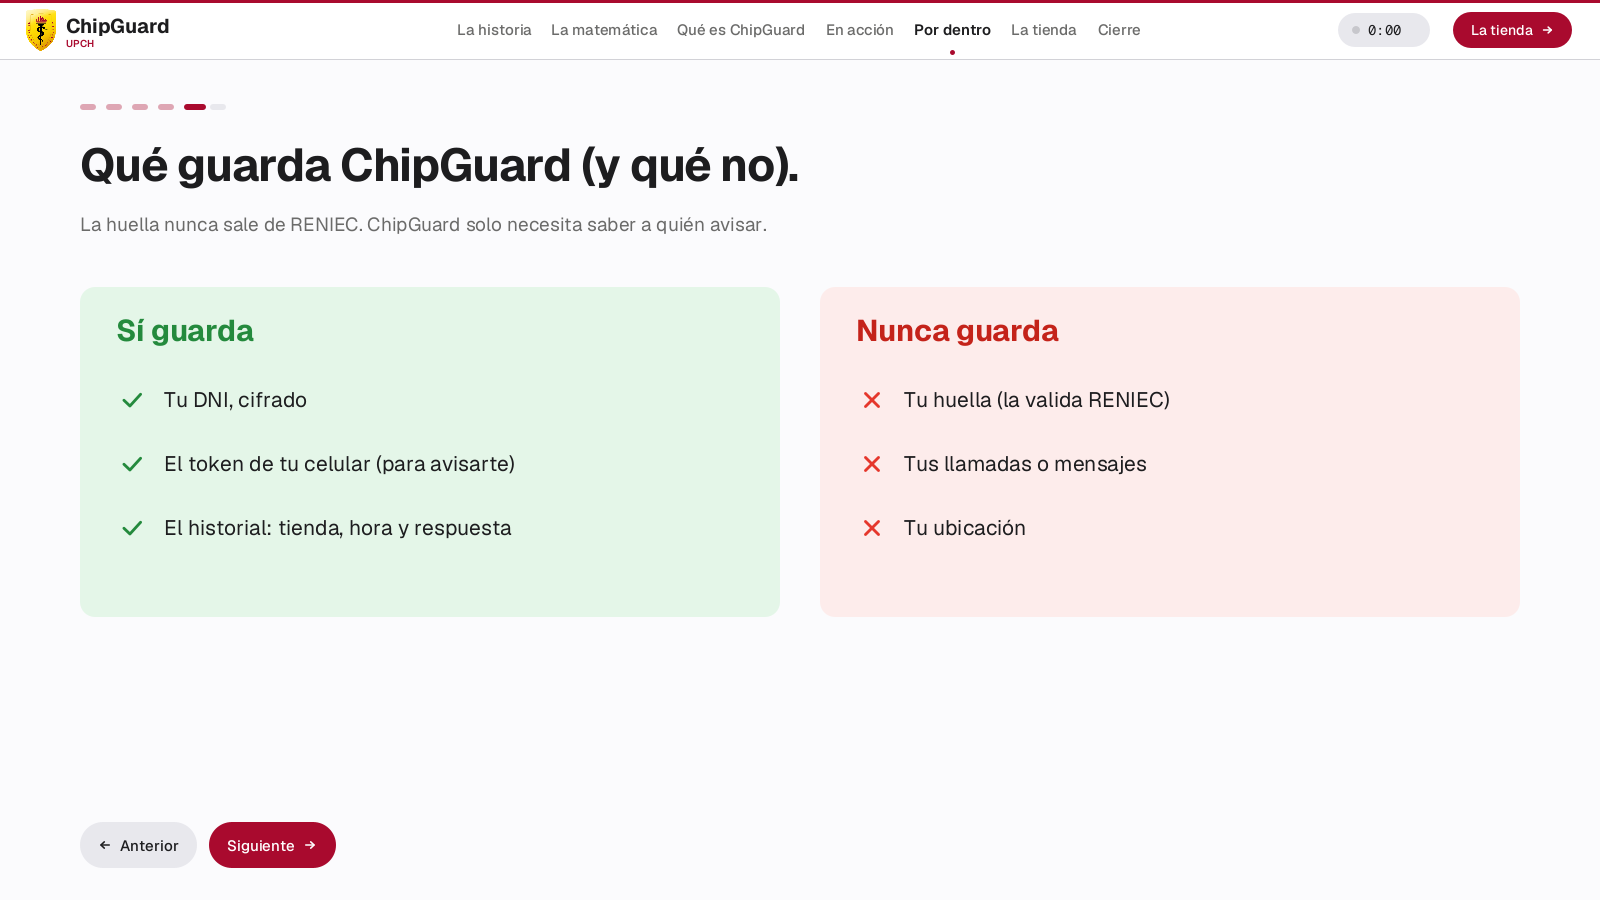 ChipGuard
UPCH
La historia
La matemática
Qué es ChipGuard
En acción
Por dentro
La tienda
Cierre
0:00
La tienda →
Qué guarda ChipGuard (y qué no).
La huella nunca sale de RENIEC. ChipGuard solo necesita saber a quién avisar.
Sí guarda
Tu DNI, cifrado
El token de tu celular (para avisarte)
El historial: tienda, hora y respuesta
Nunca guarda
Tu huella (la valida RENIEC)
Tus llamadas o mensajes
Tu ubicación
← Anterior
Siguiente →